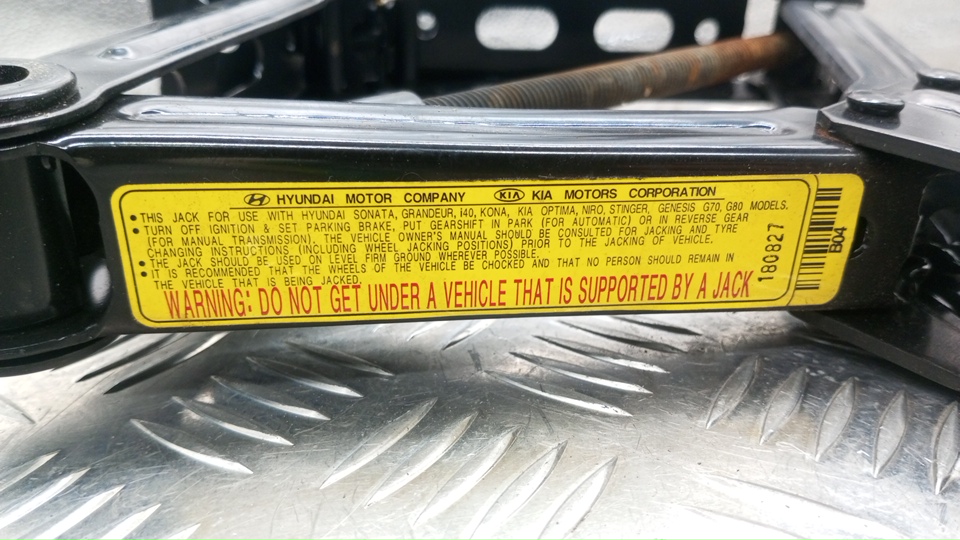 HYUNDAI MOTOR COMPANY KIA KIA MOTORS CORPORATION
• THIS JACK FOR USE WITH HYUNDAI SONATA, GRANDEUR, i40, KONA, KIA OPTIMA, NIRO, STINGER, GENESIS G70, G80 MODELS.
• TURN OFF IGNITION & SET PARKING BRAKE, PUT GEARSHIFT IN PARK (FOR AUTOMATIC) OR IN REVERSE GEAR
(FOR MANUAL TRANSMISSION). THE VEHICLE OWNER'S MANUAL SHOULD BE CONSULTED FOR JACKING AND TYRE
CHANGING INSTRUCTIONS (INCLUDING WHEEL JACKING POSITIONS) PRIOR TO THE JACKING OF VEHICLE.
• THE JACK SHOULD BE USED ON LEVEL FIRM GROUND WHEREVER POSSIBLE.
• IT IS RECOMMENDED THAT THE WHEELS OF THE VEHICLE BE CHOCKED AND THAT NO PERSON SHOULD REMAIN IN
THE VEHICLE THAT IS BEING JACKED.
WARNING: DO NOT GET UNDER A VEHICLE THAT IS SUPPORTED BY A JACK
180827
B04